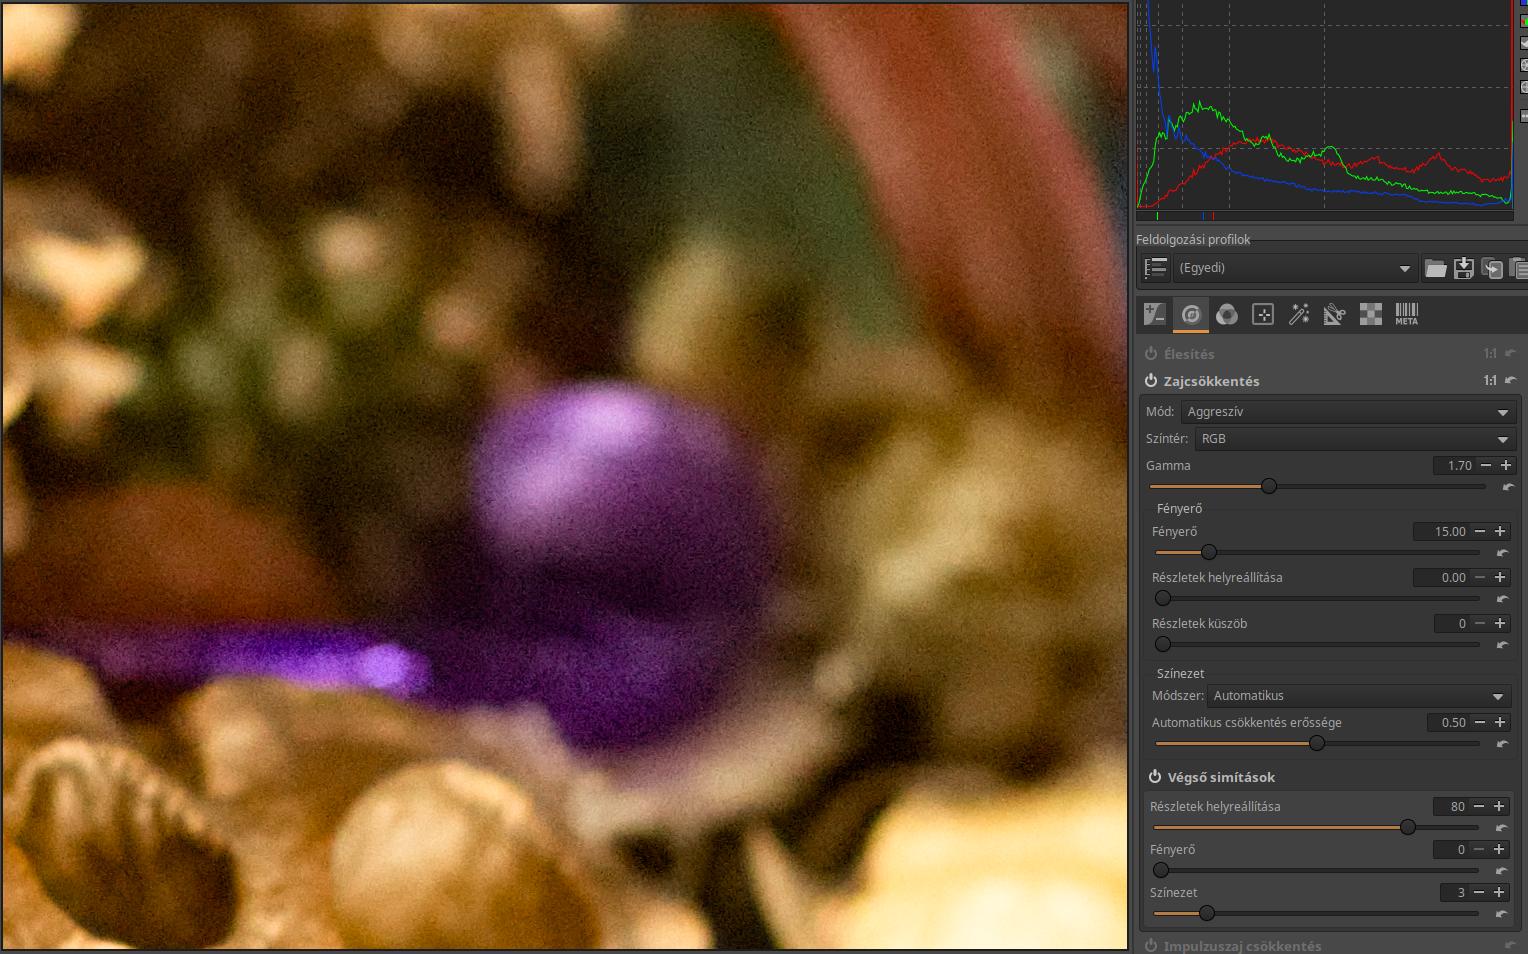 Feldolgozási profilok
(Egyedi)
META
Élesítés 1:1
Zajcsökkentés 1:1
Mód: Aggreszív
Színtér: RGB
Gamma 1.70
Fényerő
Fényerő 15.00
Részletek helyreállítása 0.00
Részletek küszöb 0
Színezet
Módszer: Automatikus
Automatikus csökkentés erőssége 0.50
Végső simítások
Részletek helyreállítása 80
Fényerő 0
Színezet 3
Impulzuszaj csökkentés